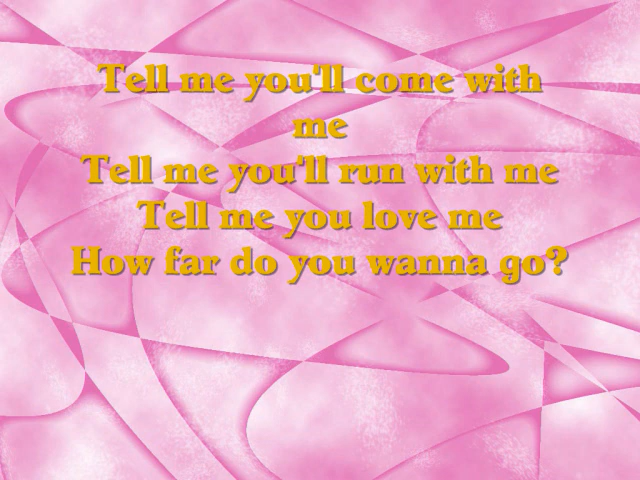 Tell me you'll come with
me
Tell me you'll run with me
Tell me you love me
How far do you wanna go?